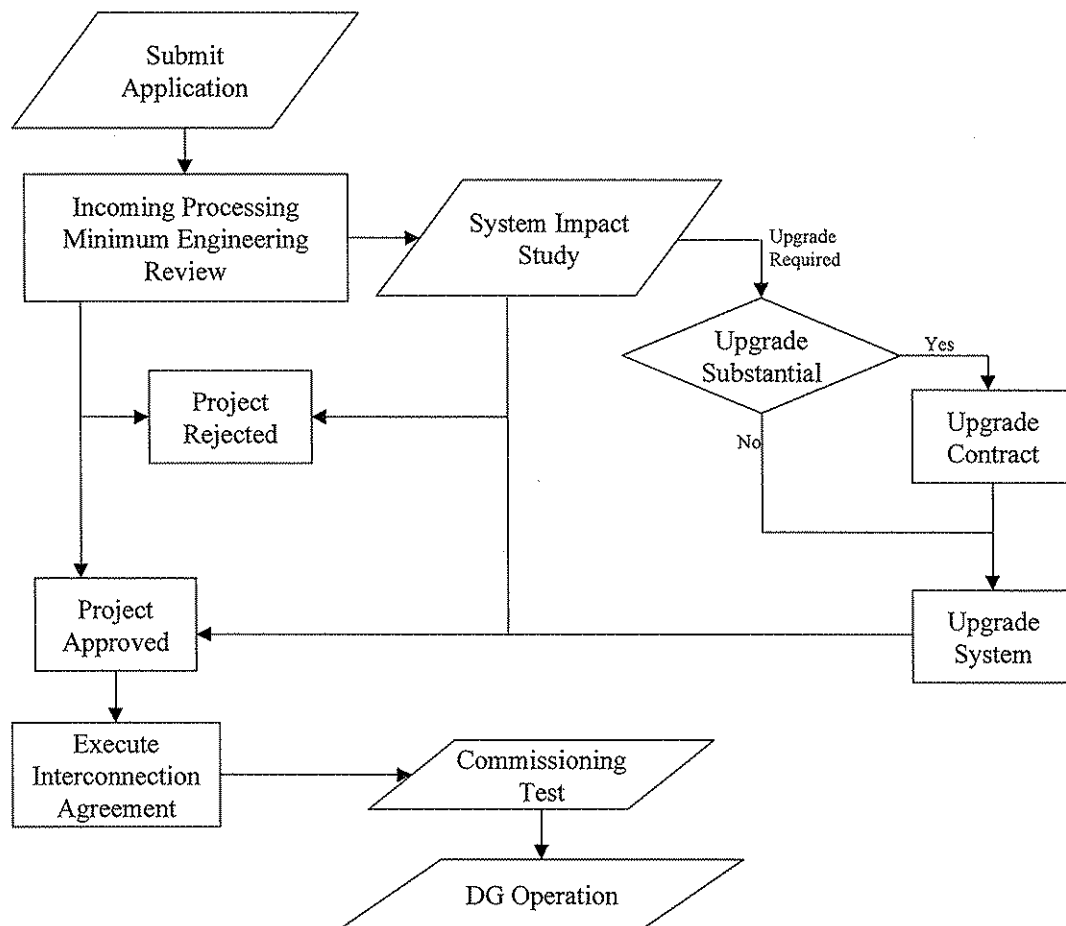 Submit
Application
Incoming Processing
Minimum Engineering
Review
System Impact
Study
Upgrade
Required
Upgrade
Substantial
Yes
No
Project
Rejected
Upgrade
Contract
Project
Approved
Upgrade
System
Execute
Interconnection
Agreement
Commissioning
Test
DG Operation